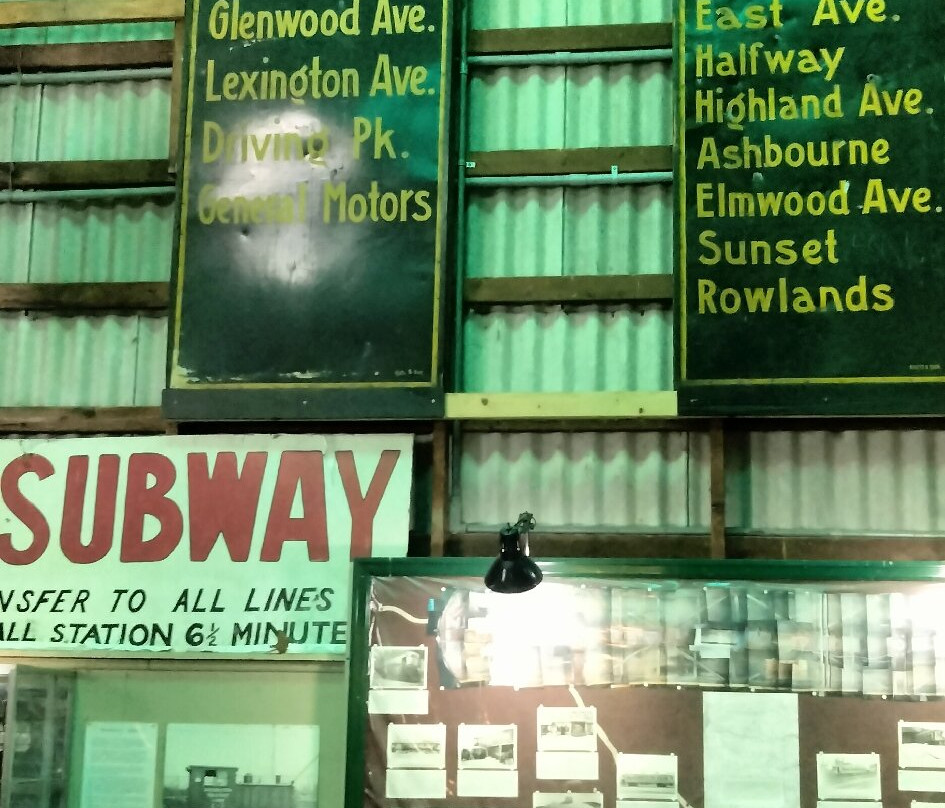 Glenwood Ave.
Lexington Ave.
Driving Pk.
General Motors
East Ave.
Halfway
Highland Ave.
Ashbourne
Elmwood Ave.
Sunset
Rowlands
SUBWAY
NSFER TO ALL LINES
ALL STATION 6½ MINUTE